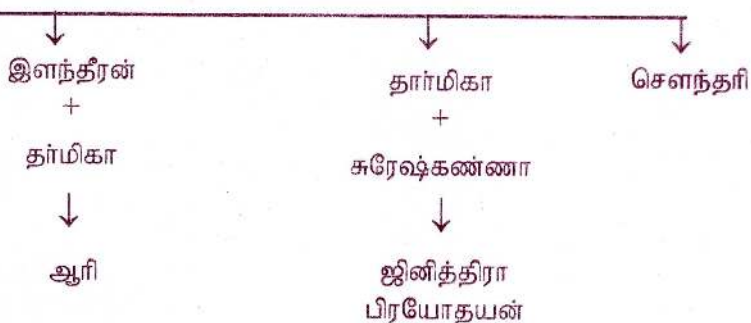 இளந்தீரன் தார்மிகா சௌந்தரி
+ +
தர்மிகா சுரேஷ்கண்ணா
ஆரி ஜினித்திரா
பிரயோதயன்